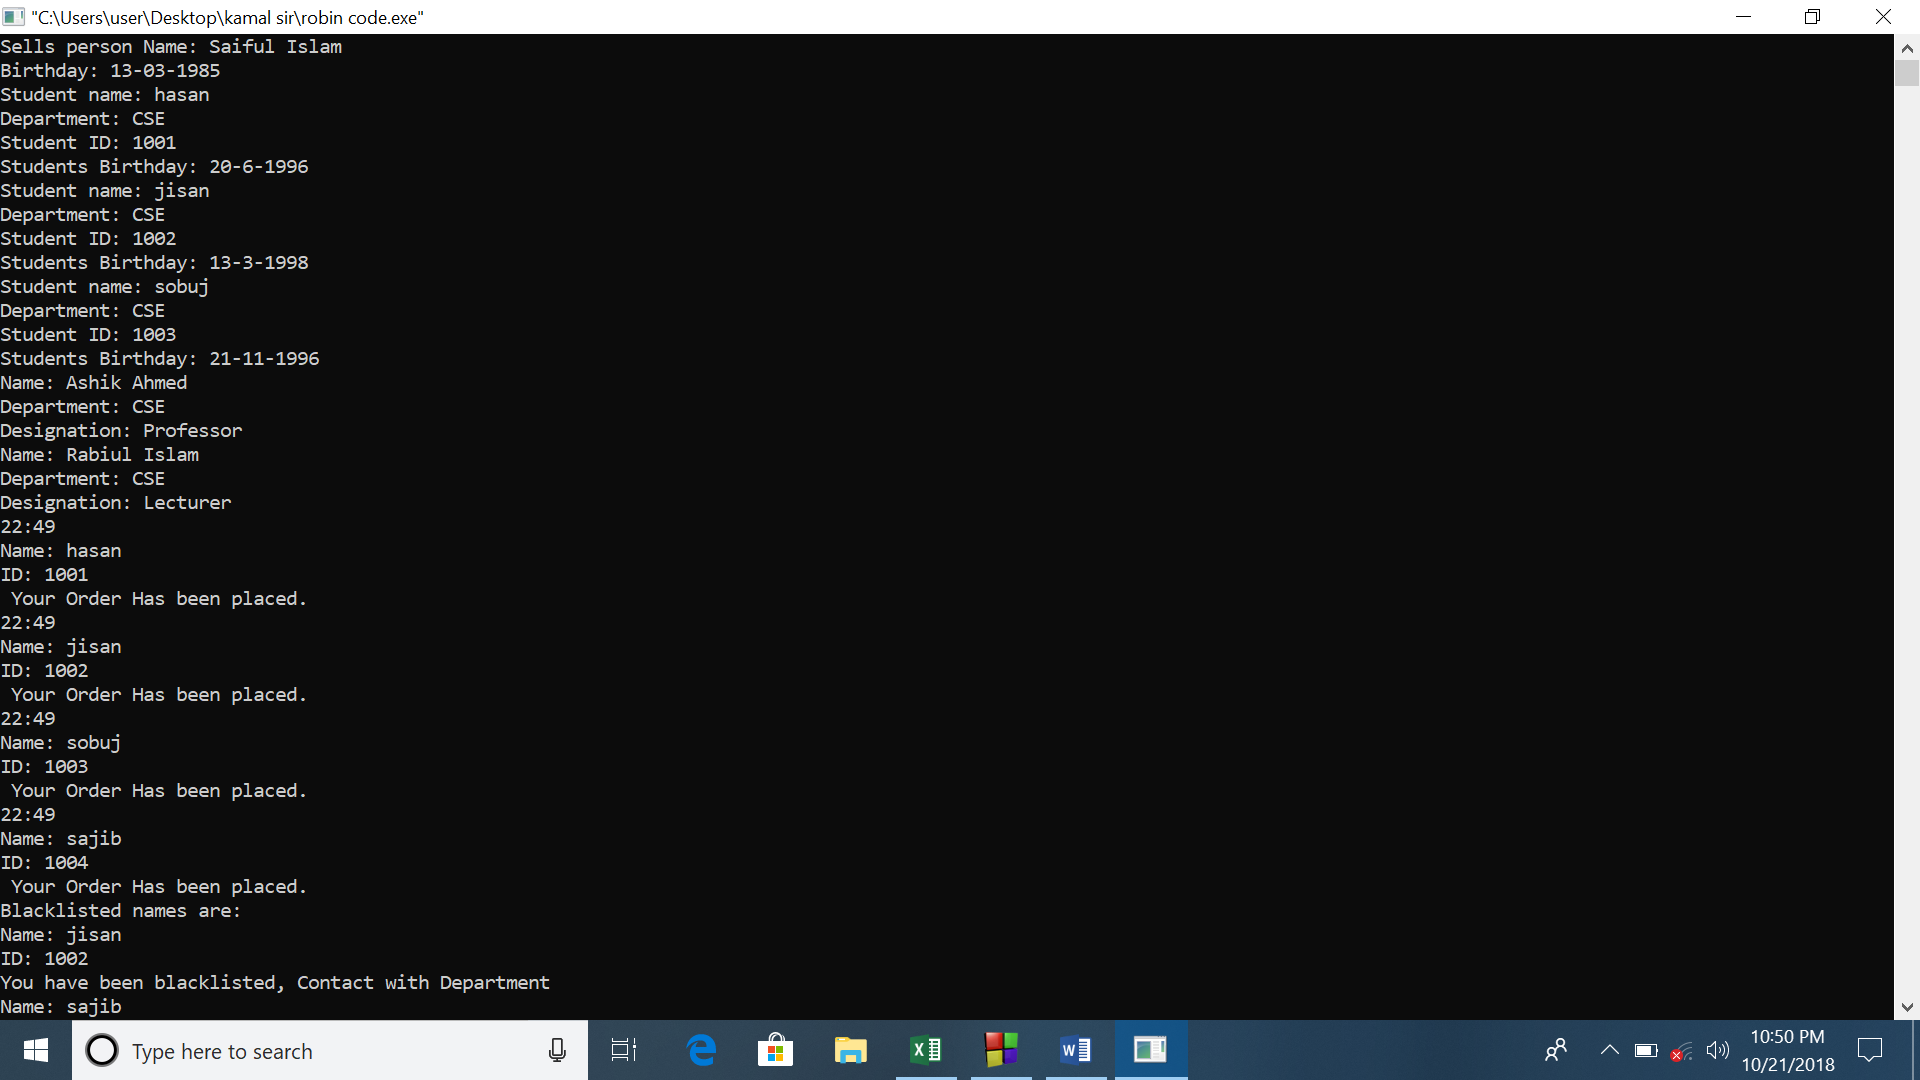 "C:\Users\user\Desktop\kamal sir\robin code.exe"
Sells person Name: Saiful Islam
Birthday: 13-03-1985
Student name: hasan
Department: CSE
Student ID: 1001
Students Birthday: 20-6-1996
Student name: jisan
Department: CSE
Student ID: 1002
Students Birthday: 13-3-1998
Student name: sobuj
Department: CSE
Student ID: 1003
Students Birthday: 21-11-1996
Name: Ashik Ahmed
Department: CSE
Designation: Professor
Name: Rabiul Islam
Department: CSE
Designation: Lecturer
22:49
Name: hasan
ID: 1001
 Your Order Has been placed.
22:49
Name: jisan
ID: 1002
 Your Order Has been placed.
22:49
Name: sobuj
ID: 1003
 Your Order Has been placed.
22:49
Name: sajib
ID: 1004
 Your Order Has been placed.
Blacklisted names are:
Name: jisan
ID: 1002
You have been blacklisted, Contact with Department
Name: sajib
Type here to search
10:50 PM
10/21/2018